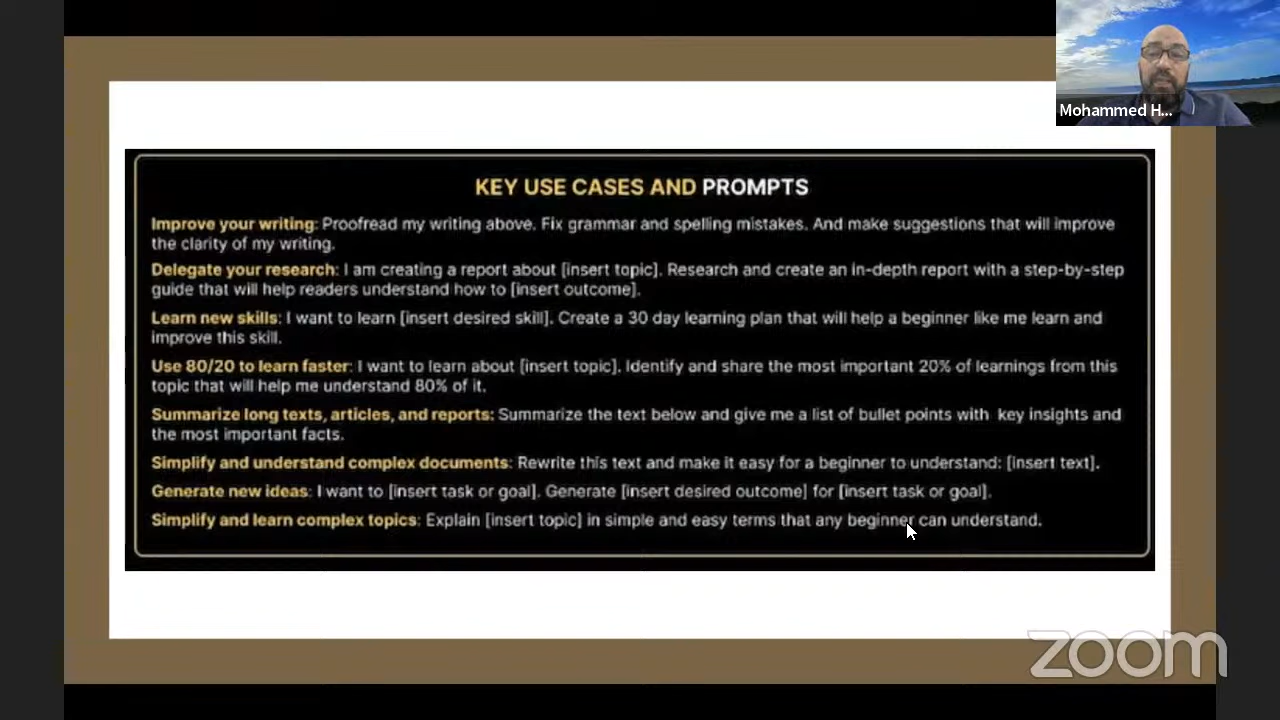 Mohammed H...
KEY USE CASES AND PROMPTS
Improve your writing: Proofread my writing above. Fix grammar and spelling mistakes. And make suggestions that will improve
the clarity of my writing.
Delegate your research: I am creating a report about [insert topic]. Research and create an in-depth report with a step-by-step
guide that will help readers understand how to [insert outcome].
Learn new skills: I want to learn [insert desired skill]. Create a 30 day learning plan that will help a beginner like me learn and
improve this skill.
Use 80/20 to learn faster: I want to learn about [insert topic]. Identify and share the most important 20% of learnings from this
topic that will help me understand 80% of it.
Summarize long texts, articles, and reports: Summarize the text below and give me a list of bullet points with key insights and
the most important facts.
Simplify and understand complex documents: Rewrite this text and make it easy for a beginner to understand: [insert text].
Generate new ideas: I want to [insert task or goal]. Generate [insert desired outcome] for [insert task or goal].
Simplify and learn complex topics: Explain [insert topic] in simple and easy terms that any beginner can understand.
zoom